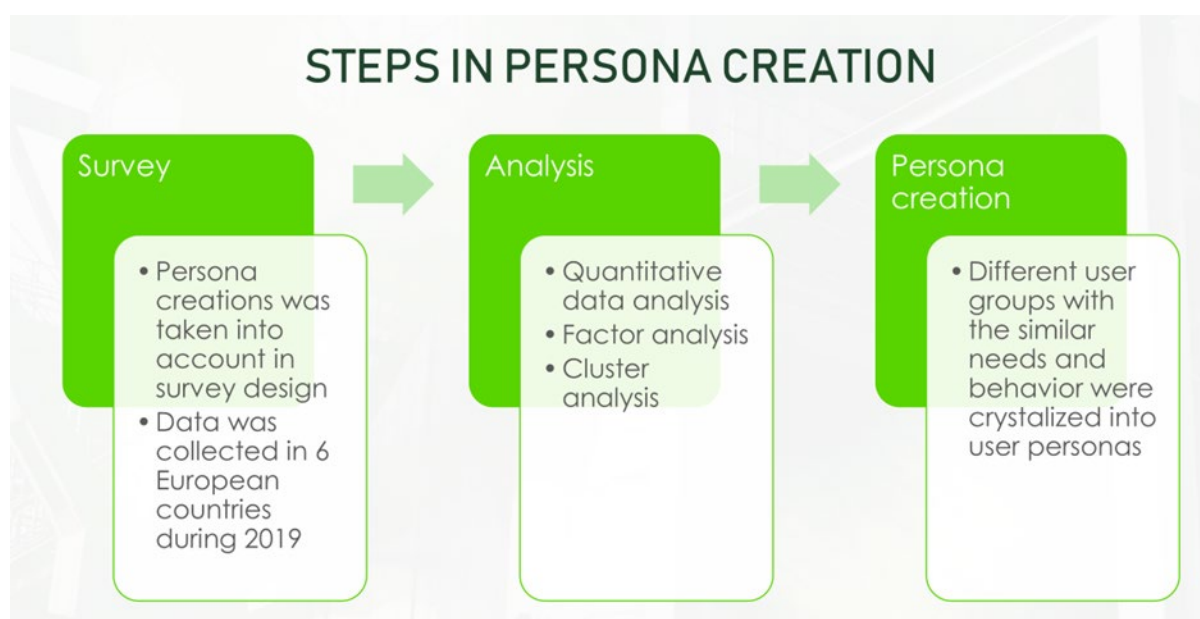 STEPS IN PERSONA CREATION
Survey
• Persona
creations was
taken into
account in
survey design
• Data was
collected in 6
European
countries
during 2019
Analysis
• Quantitative
data analysis
• Factor analysis
• Cluster
analysis
Persona
creation
• Different user
groups with
the similar
needs and
behavior were
crystalized into
user personas